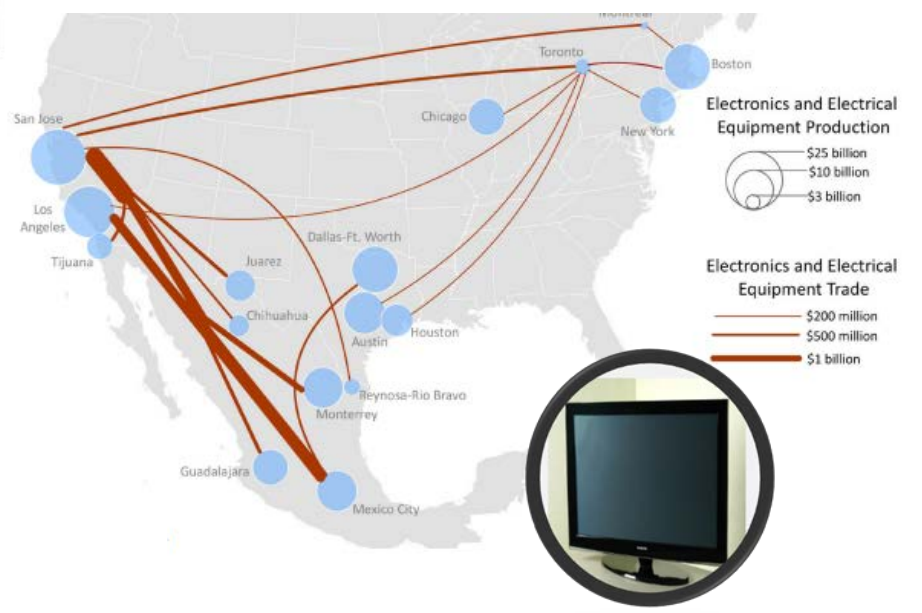 Montreal
Toronto
Boston
San Jose
Chicago
New York
Los
Angeles
Tijuana
Dallas-Ft. Worth
Juarez
Chihuahua
Houston
Austin
Reynosa-Rio Bravo
Monterrey
Guadalajara
Mexico City
Electronics and Electrical
Equipment Production
$25 billion
$10 billion
$3 billion
Electronics and Electrical
Equipment Trade
$200 million
$500 million
$1 billion